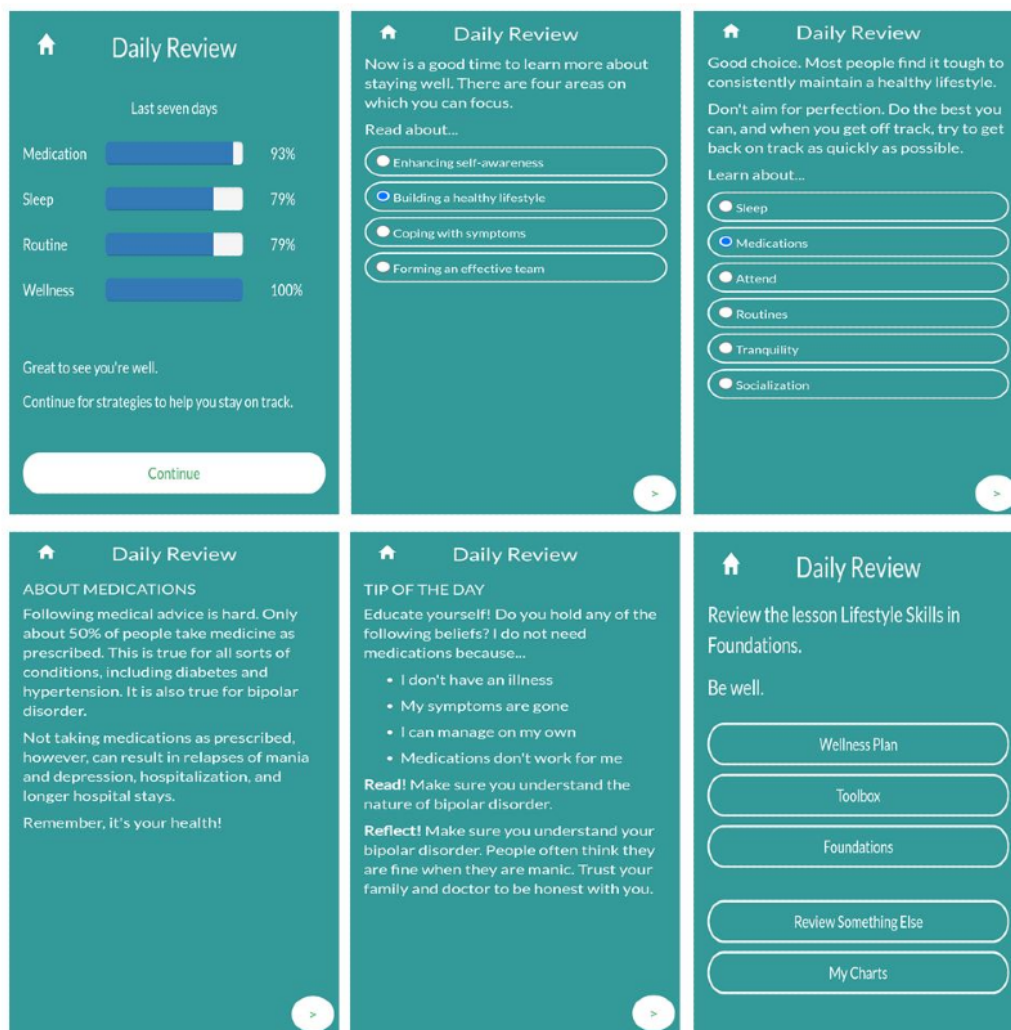 Daily Review
Last seven days
Medication 93%
Sleep 79%
Routine 79%
Wellness 100%
Great to see you're well.
Continue for strategies to help you stay on track.
Continue
Daily Review
Now is a good time to learn more about
staying well. There are four areas on
which you can focus.
Read about...
Enhancing self-awareness
Building a healthy lifestyle
Coping with symptoms
Forming an effective team
>
Daily Review
Good choice. Most people find it tough to
consistently maintain a healthy lifestyle.
Don't aim for perfection. Do the best you
can, and when you get off track, try to get
back on track as quickly as possible.
Learn about...
Sleep
Medications
Attend
Routines
Tranquility
Socialization
>
Daily Review
ABOUT MEDICATIONS
Following medical advice is hard. Only
about 50% of people take medicine as
prescribed. This is true for all sorts of
conditions, including diabetes and
hypertension. It is also true for bipolar
disorder.
Not taking medications as prescribed,
however, can result in relapses of mania
and depression, hospitalization, and
longer hospital stays.
Remember, it's your health!
>
Daily Review
TIP OF THE DAY
Educate yourself! Do you hold any of the
following beliefs? I do not need
medications because...
• I don't have an illness
• My symptoms are gone
• I can manage on my own
• Medications don't work for me
Read! Make sure you understand the
nature of bipolar disorder.
Reflect! Make sure you understand your
bipolar disorder. People often think they
are fine when they are manic. Trust your
family and doctor to be honest with you.
>
Daily Review
Review the lesson Lifestyle Skills in
Foundations.
Be well.
Wellness Plan
Toolbox
Foundations
Review Something Else
My Charts